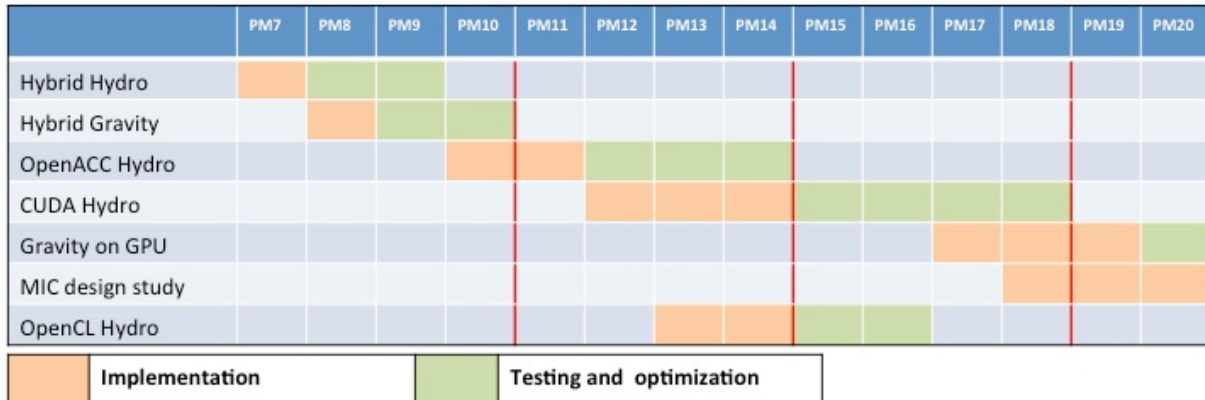 PM7 PM8 PM9 PM10 PM11 PM12 PM13 PM14 PM15 PM16 PM17 PM18 PM19 PM20
Hybrid Hydro
Hybrid Gravity
OpenACC Hydro
CUDA Hydro
Gravity on GPU
MIC design study
OpenCL Hydro
Implementation Testing and optimization